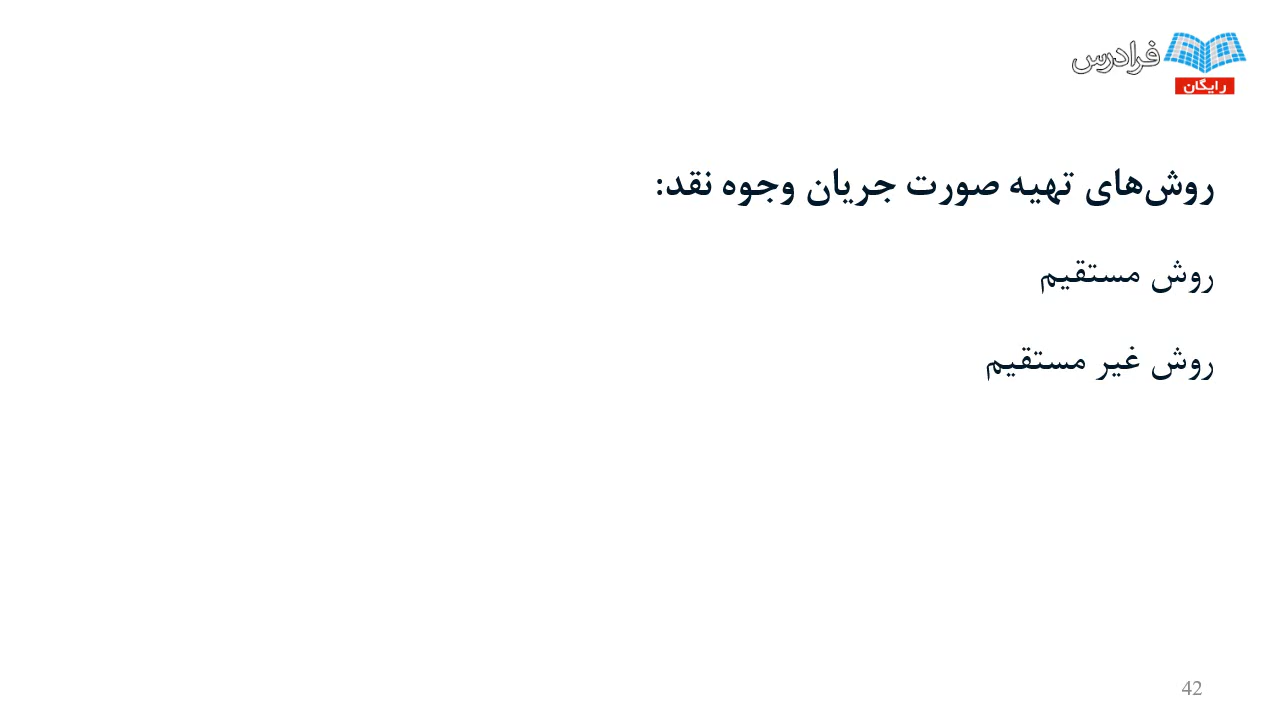 فرادرس
رایگان
روش‌های تهیه صورت جریان وجوه نقد:
روش مستقیم
روش غیر مستقیم
42